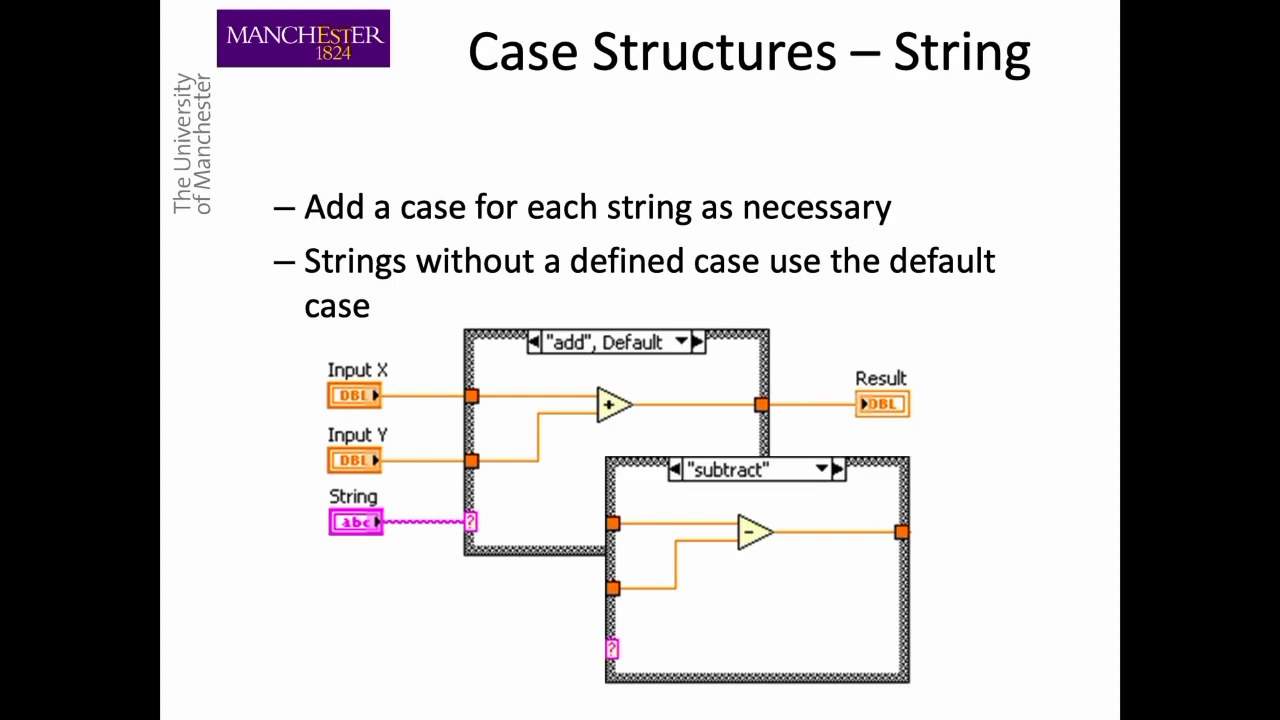 MANCHESTER
1824
The University
of Manchester
Case Structures – String
– Add a case for each string as necessary
– Strings without a defined case use the default
case
"add", Default
Input X
DBL
+
Result
DBL
Input Y
DBL
"subtract"
String
abc
?
–
?